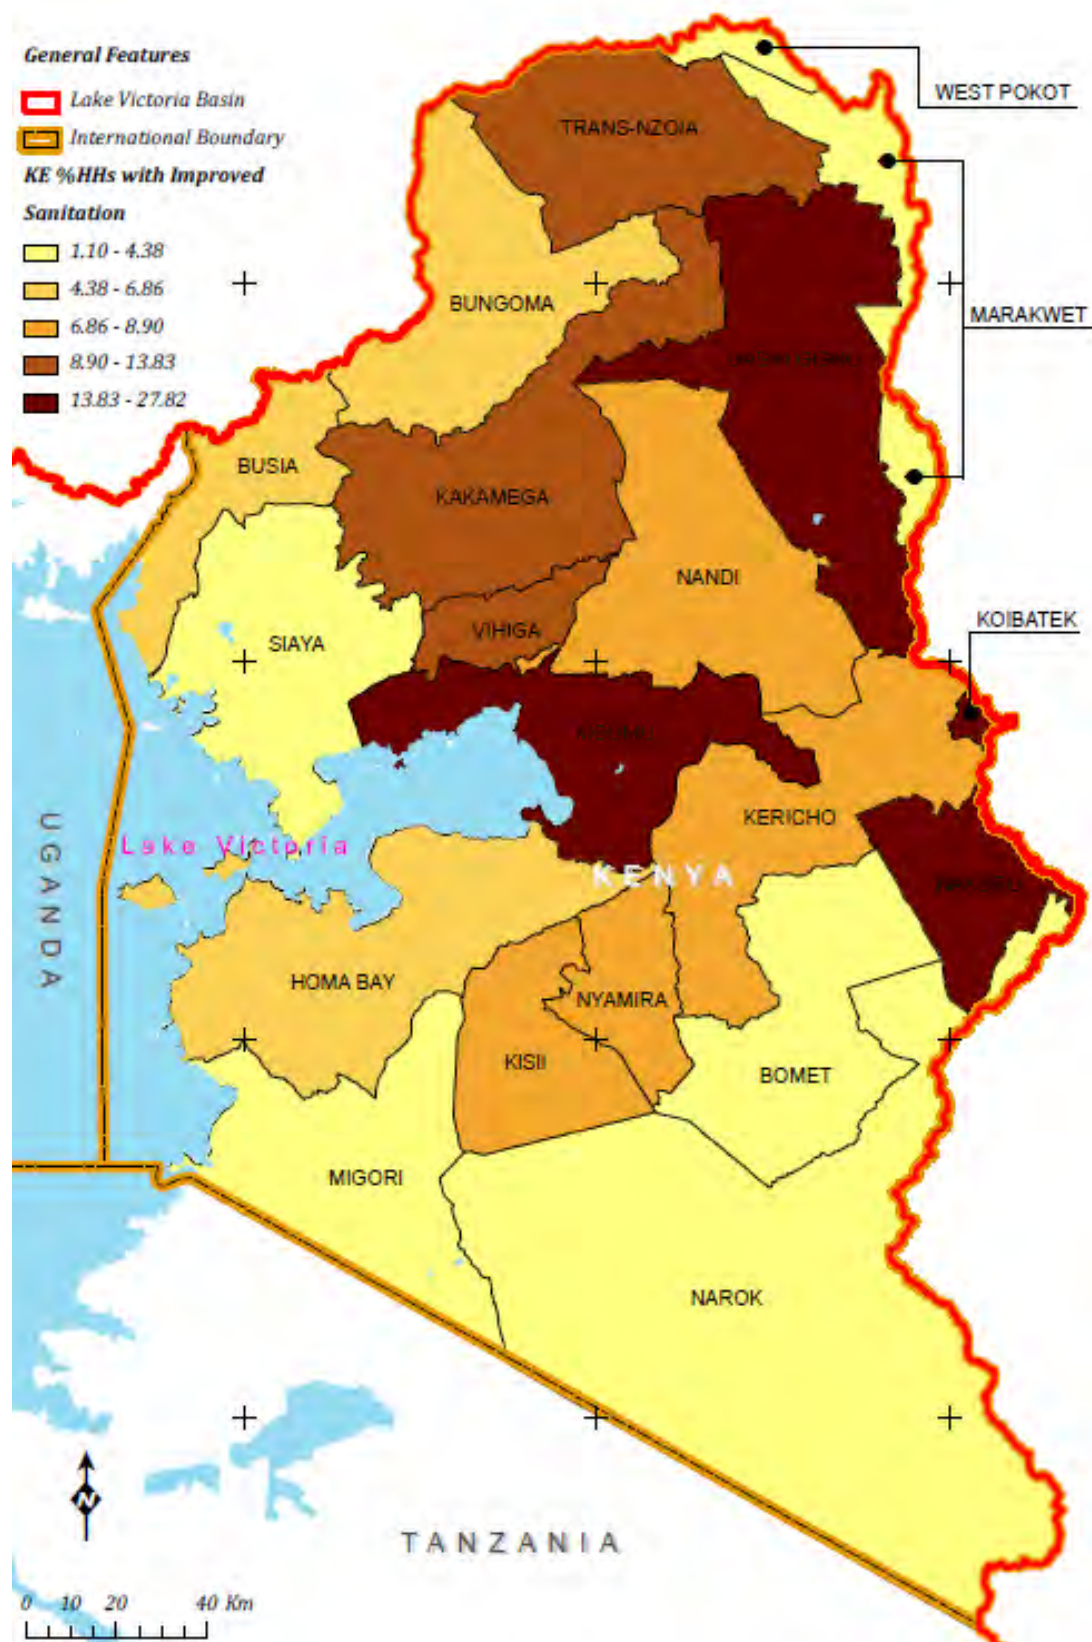 General Features
Lake Victoria Basin
International Boundary
KE %HHs with Improved
Sanitation
1.10 - 4.38
4.38 - 6.86
6.86 - 8.90
8.90 - 13.83
13.83 - 27.82
WEST POKOT
TRANS-NZOIA
BUNGOMA
MARAKWET
BUSIA
KAKAMEGA
NANDI
KOIBATEK
VIHIGA
SIAYA
KISUMU
KERICHO
UGANDA
Lake Victoria
KENYA
HOMA BAY
NYAMIRA
KISII
BOMET
MIGORI
NAROK
N
TANZANIA
0 10 20 40 Km